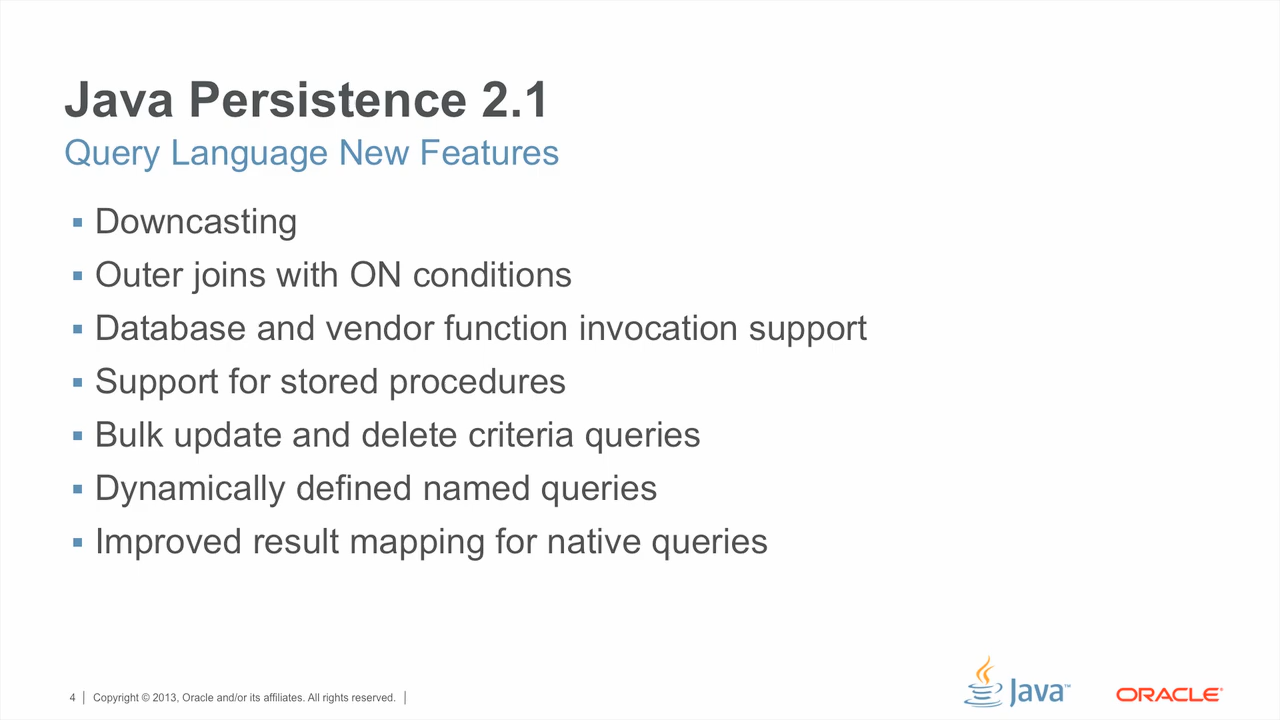 Java Persistence 2.1
Query Language New Features
▪ Downcasting
▪ Outer joins with ON conditions
▪ Database and vendor function invocation support
▪ Support for stored procedures
▪ Bulk update and delete criteria queries
▪ Dynamically defined named queries
▪ Improved result mapping for native queries
4 | Copyright © 2013, Oracle and/or its affiliates. All rights reserved. |
Java™
ORACLE®